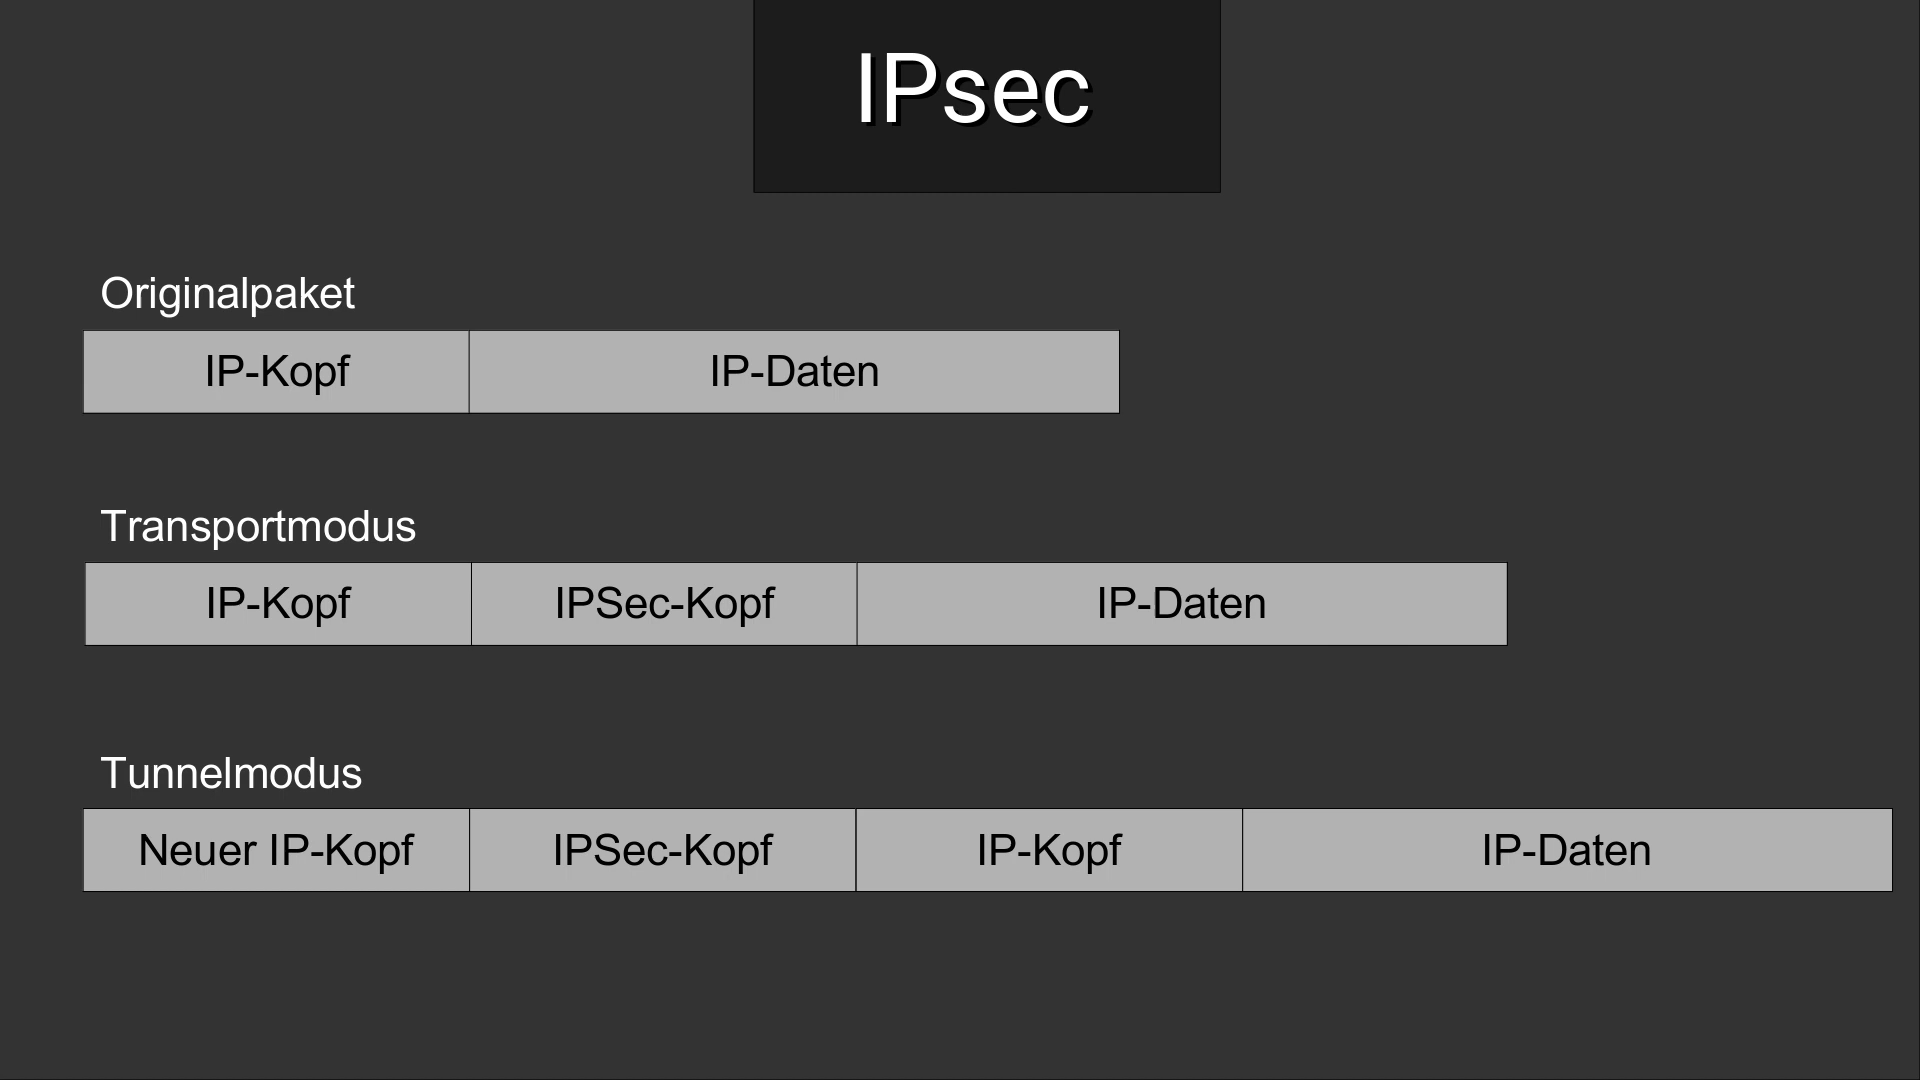 IPsec
Originalpaket
IP-Kopf IP-Daten
Transportmodus
IP-Kopf IPSec-Kopf IP-Daten
Tunnelmodus
Neuer IP-Kopf IPSec-Kopf IP-Kopf IP-Daten